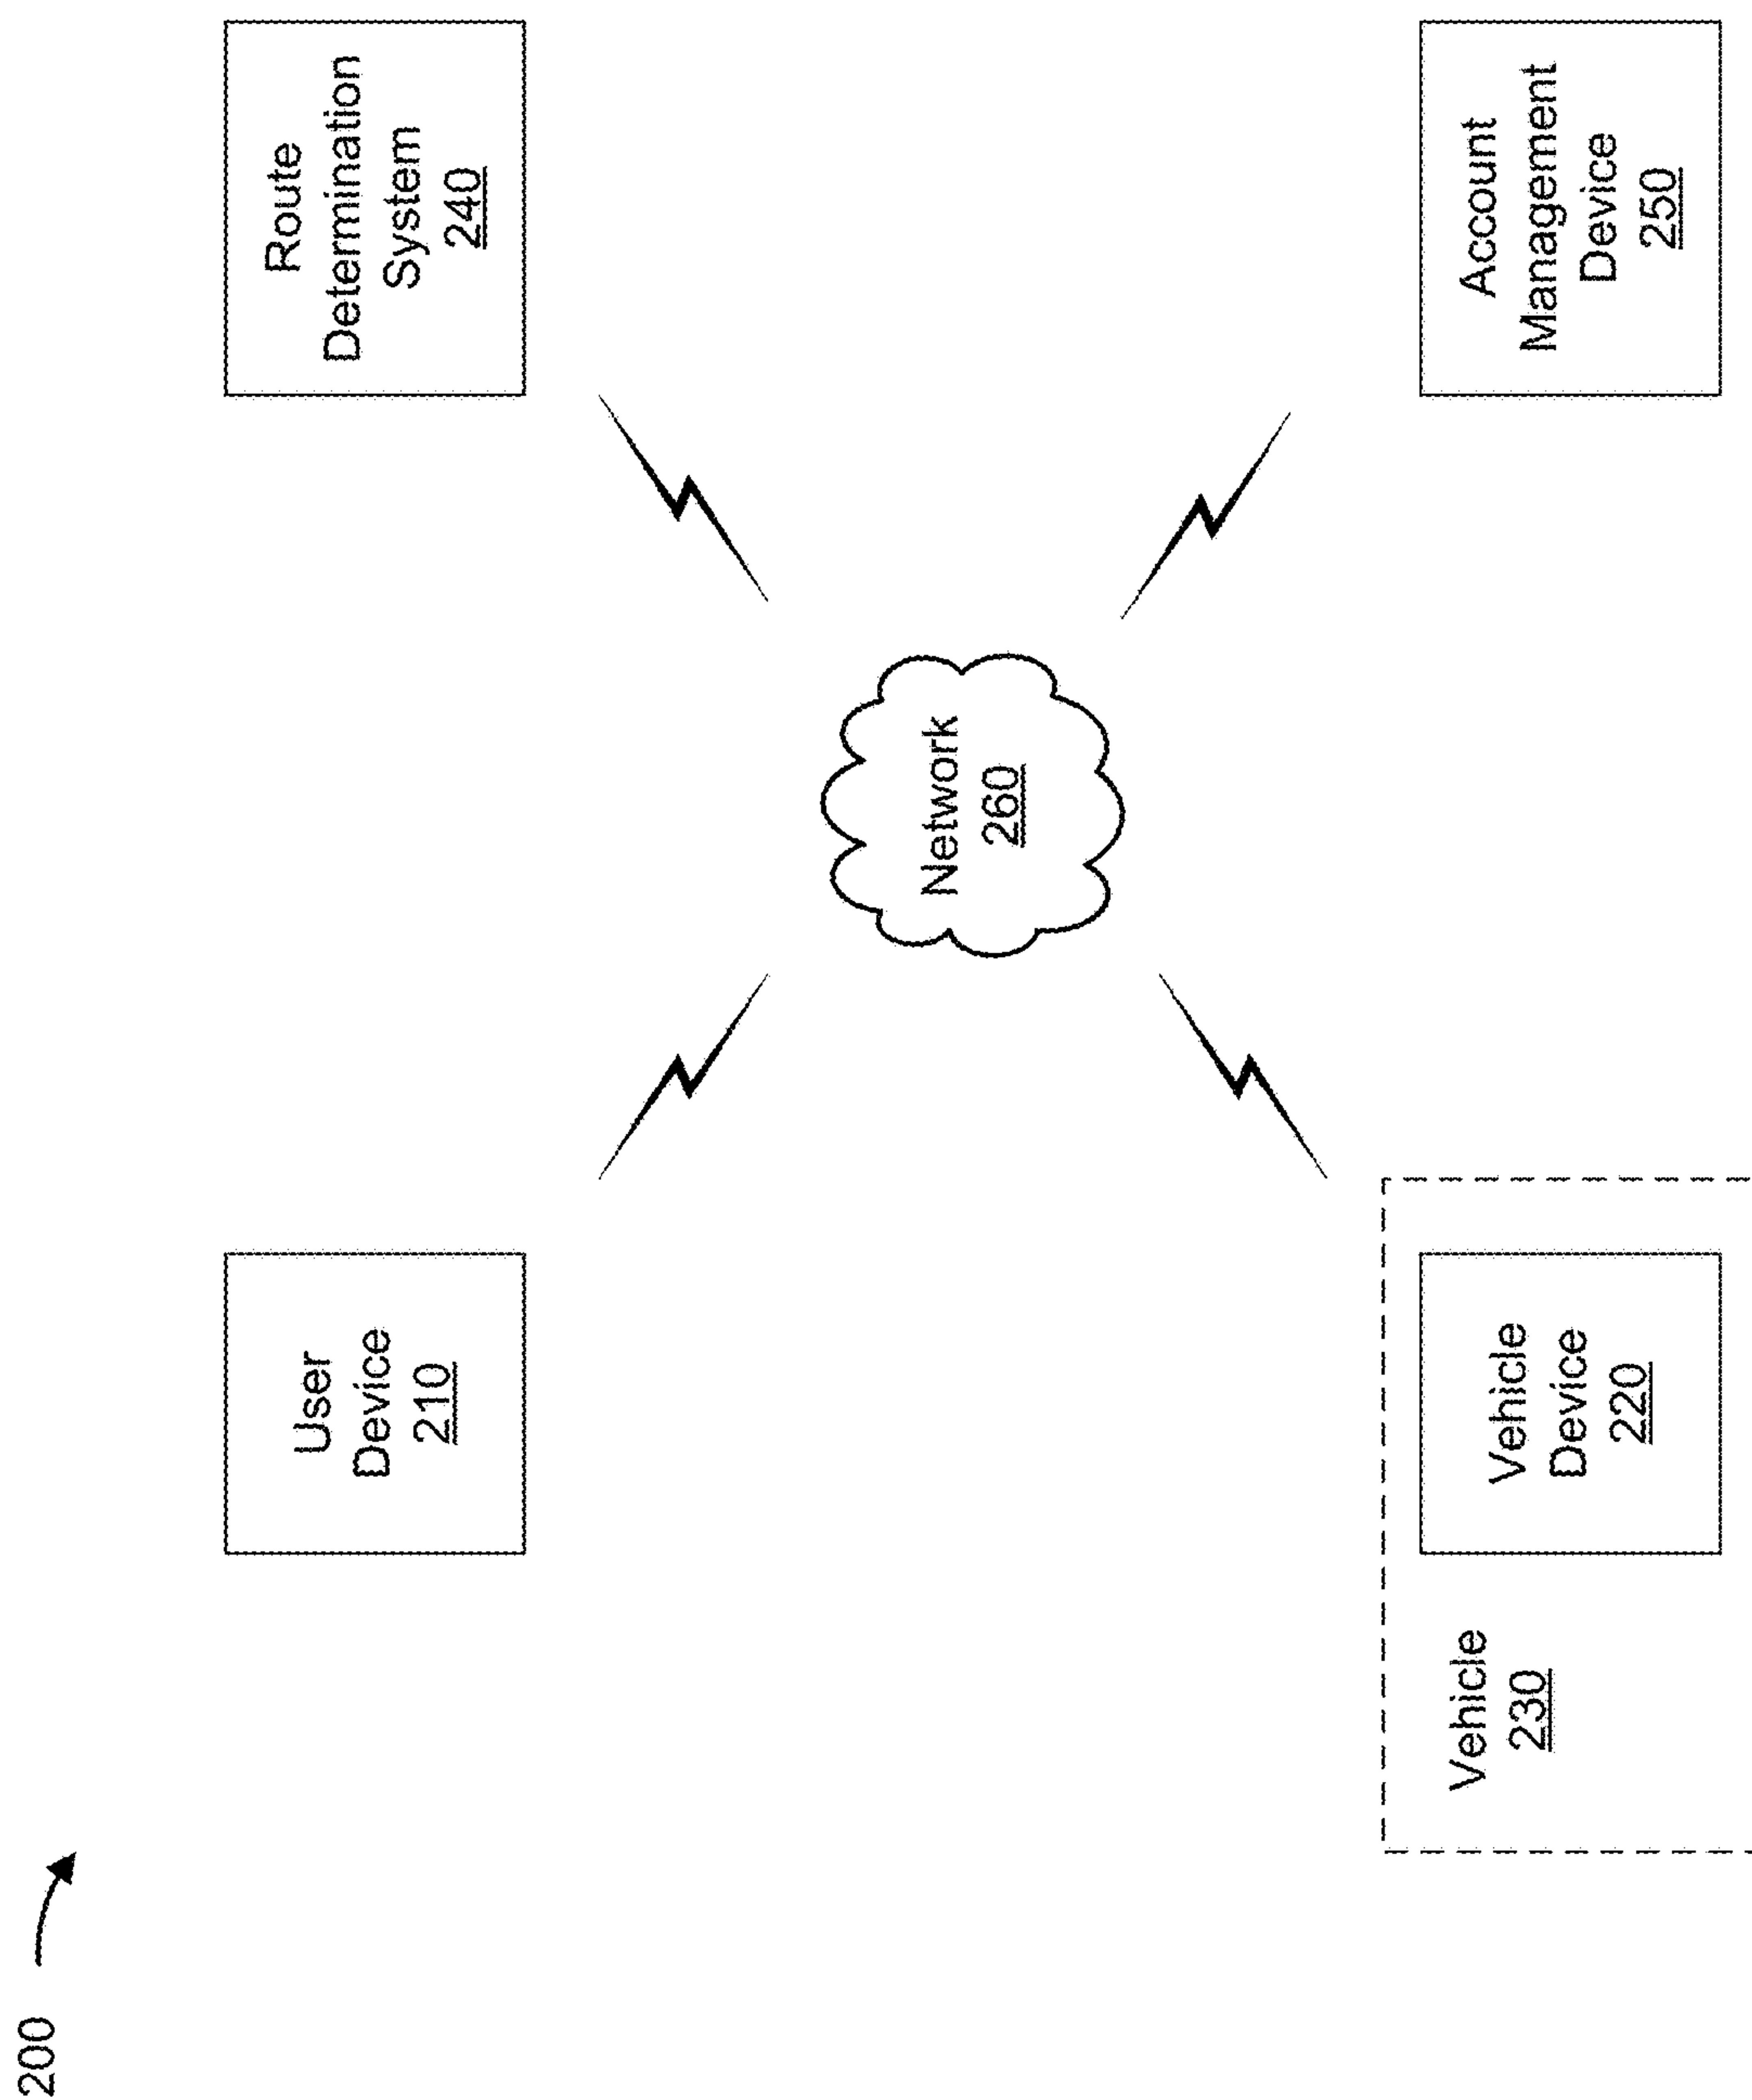 200
User
Device
210
Route
Determination
System
240
Network
260
Vehicle
230
Vehicle
Device
220
Account
Management
Device
250